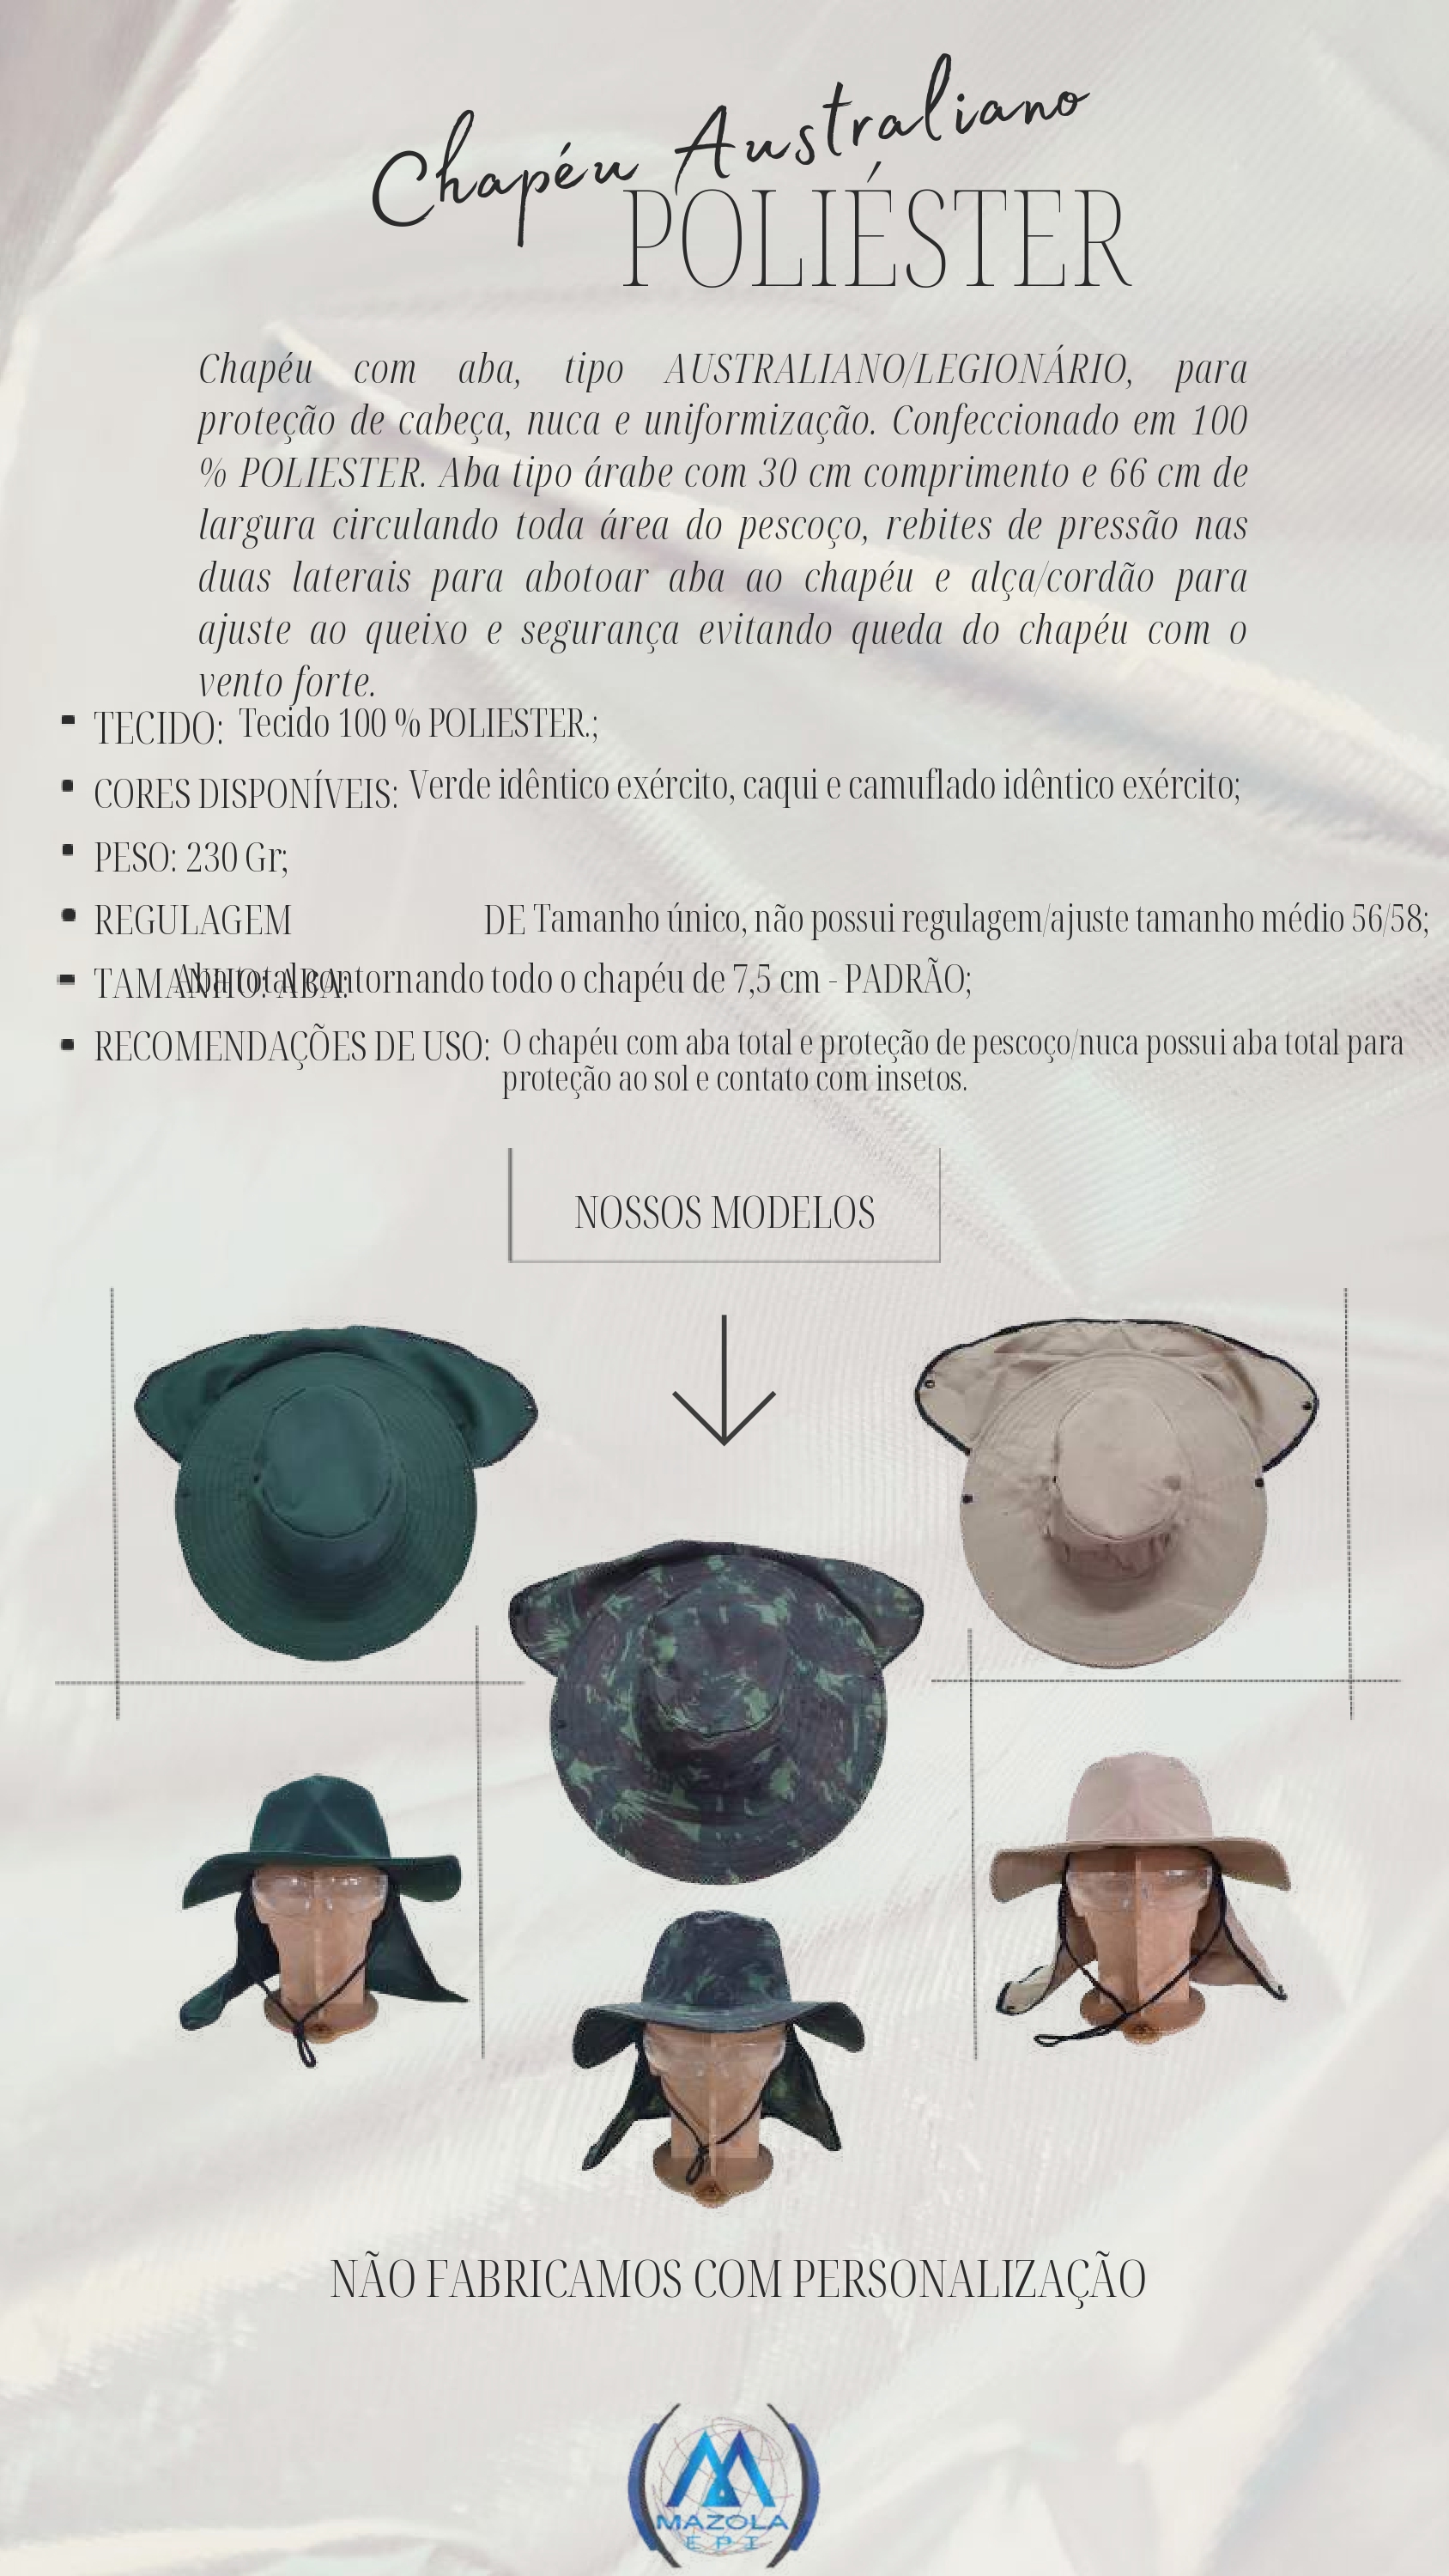 Chapéu Australiano
POLIÉSTER
Chapéu com aba, tipo AUSTRALIANO/LEGIONÁRIO, para
proteção de cabeça, nuca e uniformização. Confeccionado em 100
% POLIESTER. Aba tipo árabe com 30 cm comprimento e 66 cm de
largura circulando toda área do pescoço, rebites de pressão nas
duas laterais para abotoar aba ao chapéu e alça/cordão para
ajuste ao queixo e segurança evitando queda do chapéu com o
vento forte.
TECIDO: Tecido 100 % POLIESTER.;
CORES DISPONÍVEIS: Verde idêntico exército, caqui e camuflado idêntico exército;
PESO: 230 Gr;
REGULAGEM DE Tamanho único, não possui regulagem/ajuste tamanho médio 56/58;
TAMANHO: ABA: Aba total contornando todo o chapéu de 7,5 cm - PADRÃO;
RECOMENDAÇÕES DE USO: O chapéu com aba total e proteção de pescoço/nuca possui aba total para
proteção ao sol e contato com insetos.
NOSSOS MODELOS
NÃO FABRICAMOS COM PERSONALIZAÇÃO
MAZOLA
EPI